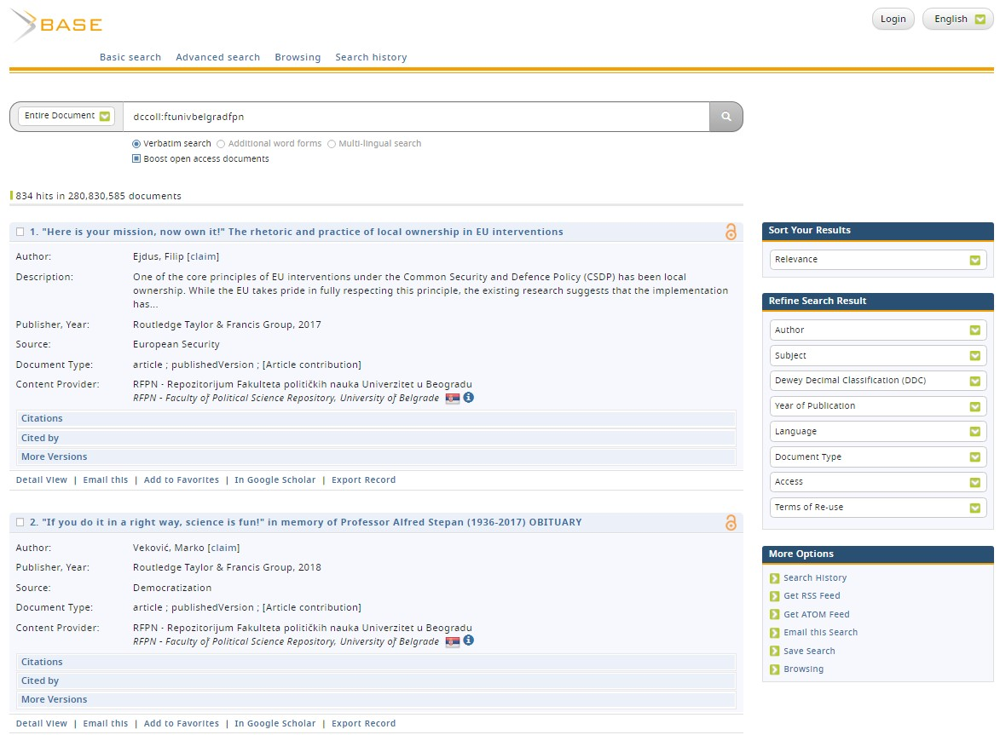 BASE
Login
English
Basic search Advanced search Browsing Search history
Entire Document
dccoll:ftunivbelgradfpn
Verbatim search Additional word forms Multi-lingual search
Boost open access documents
834 hits in 280,830,585 documents
1. "Here is your mission, now own it!" The rhetoric and practice of local ownership in EU interventions
Author: Ejdus, Filip [claim]
Description: One of the core principles of EU interventions under the Common Security and Defence Policy (CSDP) has been local
ownership. While the EU takes pride in fully respecting this principle, the existing research suggests that the implementation
has...
Publisher, Year: Routledge Taylor & Francis Group, 2017
Source: European Security
Document Type: article ; publishedVersion ; [Article contribution]
Content Provider: RFPN - Repozitorijum Fakulteta političkih nauka Univerzitet u Beogradu
RFPN - Faculty of Political Science Repository, University of Belgrade
Citations
Cited by
More Versions
Detail View | Email this | Add to Favorites | In Google Scholar | Export Record
2. "If you do it in a right way, science is fun!" in memory of Professor Alfred Stepan (1936-2017) OBITUARY
Author: Veković, Marko [claim]
Publisher, Year: Routledge Taylor & Francis Group, 2018
Source: Democratization
Document Type: article ; publishedVersion ; [Article contribution]
Content Provider: RFPN - Repozitorijum Fakulteta političkih nauka Univerzitet u Beogradu
RFPN - Faculty of Political Science Repository, University of Belgrade
Citations
Cited by
More Versions
Detail View | Email this | Add to Favorites | In Google Scholar | Export Record
Sort Your Results
Relevance
Refine Search Result
Author
Subject
Dewey Decimal Classification (DDC)
Year of Publication
Language
Document Type
Access
Terms of Re-use
More Options
Search History
Get RSS Feed
Get ATOM Feed
Email this Search
Save Search
Browsing